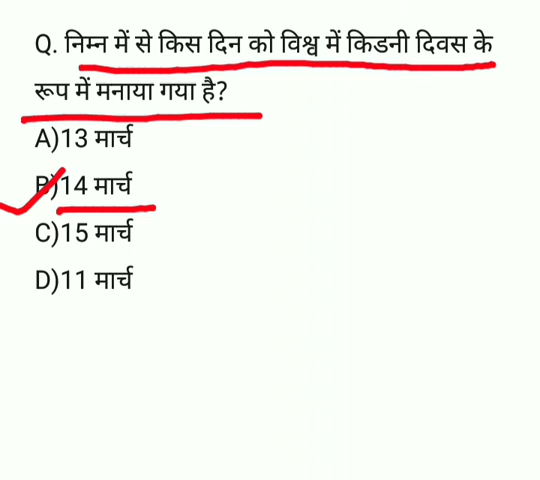 Q. निम्न में से किस दिन को विश्व में किडनी दिवस के
रूप में मनाया गया है?
A)13 मार्च
B)14 मार्च
C)15 मार्च
D)11 मार्च